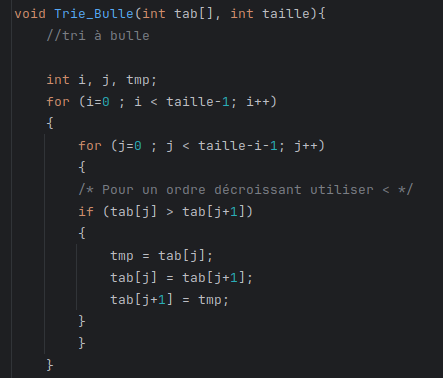 void Trie_Bulle(int tab[], int taille){
//tri à bulle
int i, j, tmp;
for (i=0 ; i < taille-1; i++)
{
for (j=0 ; j < taille-i-1; j++)
{
/* Pour un ordre décroissant utiliser < */
if (tab[j] > tab[j+1])
{
tmp = tab[j];
tab[j] = tab[j+1];
tab[j+1] = tmp;
}
}
}